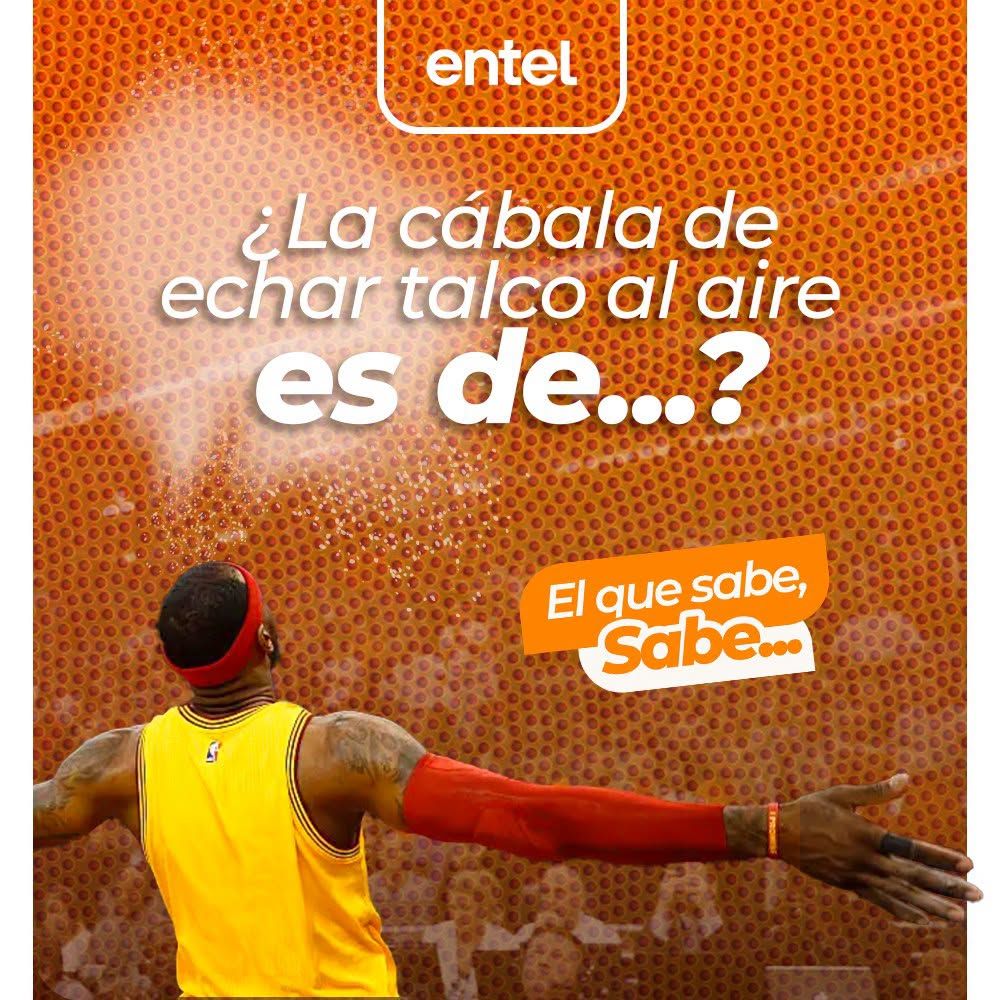 entel
¿La cábala de
echar talco al aire
es de...?
El que sabe,
Sabe...